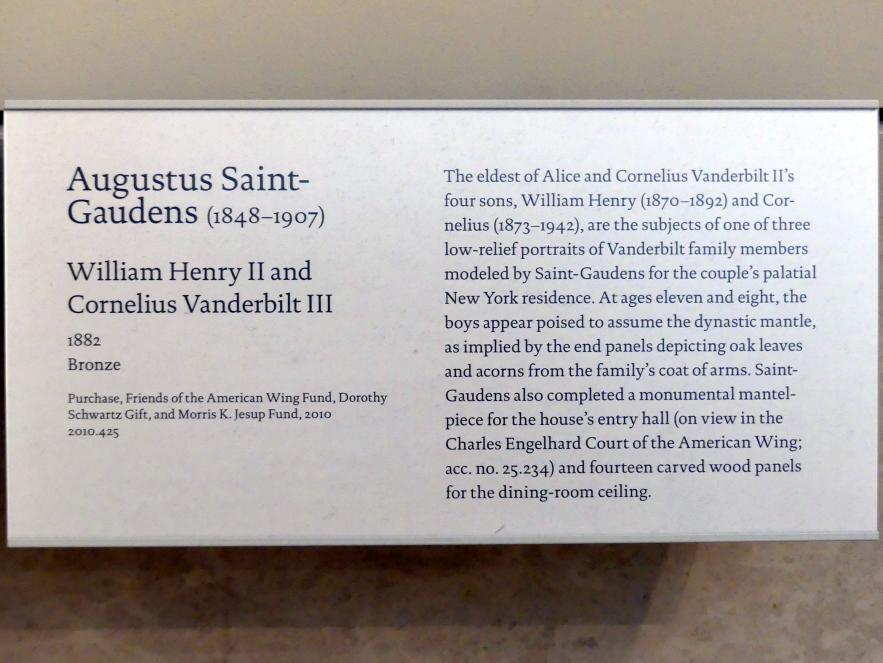 Augustus Saint-
Gaudens (1848–1907)
William Henry II and
Cornelius Vanderbilt III
1882
Bronze
Purchase, Friends of the American Wing Fund, Dorothy
Schwartz Gift, and Morris K. Jesup Fund, 2010
2010.425
The eldest of Alice and Cornelius Vanderbilt II’s
four sons, William Henry (1870–1892) and Cor-
nelius (1873–1942), are the subjects of one of three
low-relief portraits of Vanderbilt family members
modeled by Saint-Gaudens for the couple’s palatial
New York residence. At ages eleven and eight, the
boys appear poised to assume the dynastic mantle,
as implied by the end panels depicting oak leaves
and acorns from the family’s coat of arms. Saint-
Gaudens also completed a monumental mantel-
piece for the house’s entry hall (on view in the
Charles Engelhard Court of the American Wing;
acc. no. 25.234) and fourteen carved wood panels
for the dining-room ceiling.